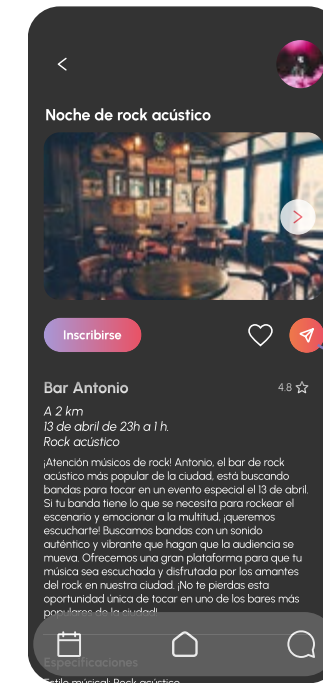 Noche de rock acústico
Inscribirse
Bar Antonio
4.8
A 2 km
13 de abril de 23h a 1 h.
Rock acústico
¡Atención músicos de rock! Antonio, el bar de rock
acústico más popular de la ciudad, está buscando
bandas para tocar en un evento especial el 13 de abril.
Si tu banda tiene lo que se necesita para rockear el
escenario y emocionar a la multitud, ¡queremos
escucharte! Buscamos bandas con un sonido
auténtico y vibrante que hagan que la audiencia se
mueva. Ofrecemos una gran plataforma para que tu
música sea escuchada y disfrutada por los amantes
del rock en nuestra ciudad. ¡No te pierdas esta
oportunidad única de tocar en uno de los bares más
populares de la ciudad!
Especificaciones
Estilo músical: Rock acústico